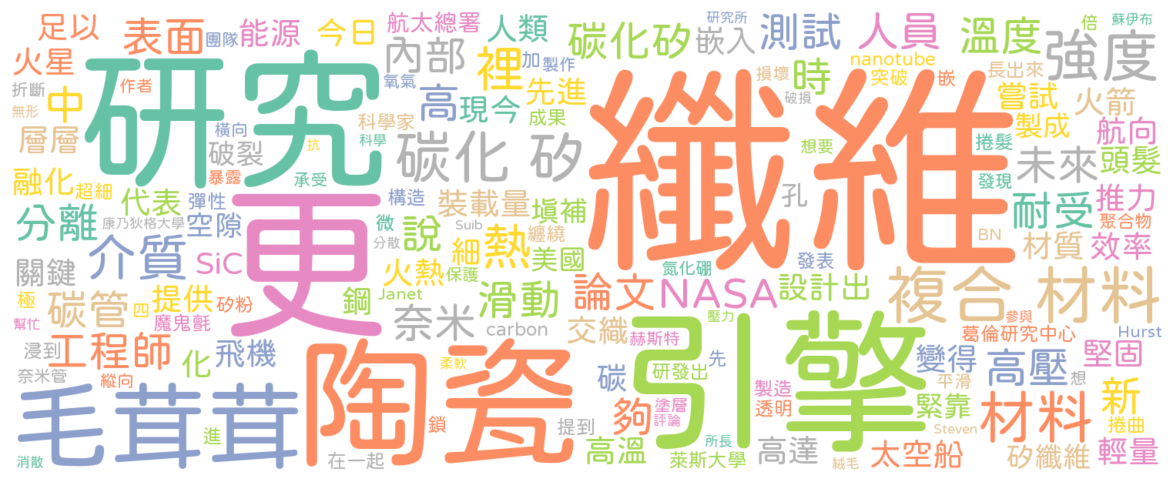 足以
表面
團隊
能源
今日
航太總署
人類
研究所
蘇伊布
倍
火星
研究
內部
裡
加
製作
碳化矽
嵌入
測試
人員
溫度
強度
折斷
中
作者
氧氣
高
現今
先進
損壞
時
nanotube
突破
嵌
長出來
無形
層層
橫向
科學家
成果
破損
嘗試
火箭
製成
航向
破裂
科學
抗
碳化 矽
纖維
想要
捲髮
未來
頭髮
融化
超細
暴露
承受
發現
代表
彈性
更
構造
裝載量
孔
耐受
推力
聚合物
分離
康乃狄格大學
空隙
微
說
Suib
填補
BN
介質
分散
細
熱
纏繞
材質
效率
關鍵
SiC
火熱
保護
美國
氮化硼
發表
極
碳管
四
提供
矽粉
鋼
Janet
滑動
論文
NASA
設計出
複合 材料
幫忙
魔鬼氈
奈米
carbon
交織
壓力
參與
浸到
工程師
化
飛機
陶瓷
赫斯特
引擎
葛倫研究中心
Hurst
奈米管
縱向
柔軟
碳
先
研發出
變得
高壓
堅固
毛茸茸
平滑
想
製造
透明
緊靠
材料
新
捲曲
鎖
夠
塗層
評論
進
提到
Steven
消散
在一起
高溫
萊斯大學
所長
高達
絨毛
太空船
矽纖維
輕量